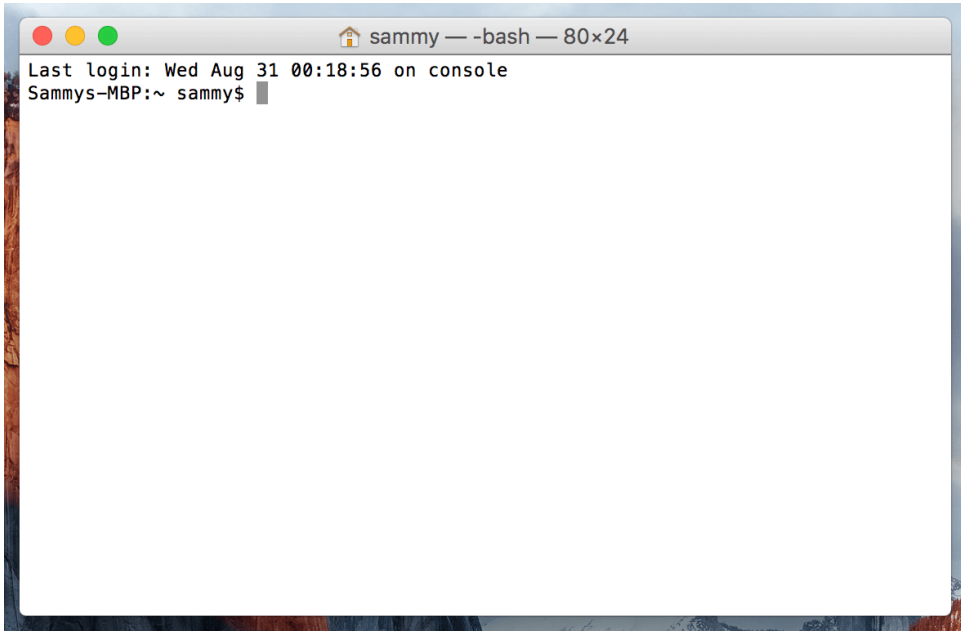 sammy — -bash — 80×24
Last login: Wed Aug 31 00:18:56 on console
Sammys-MBP:~ sammy$